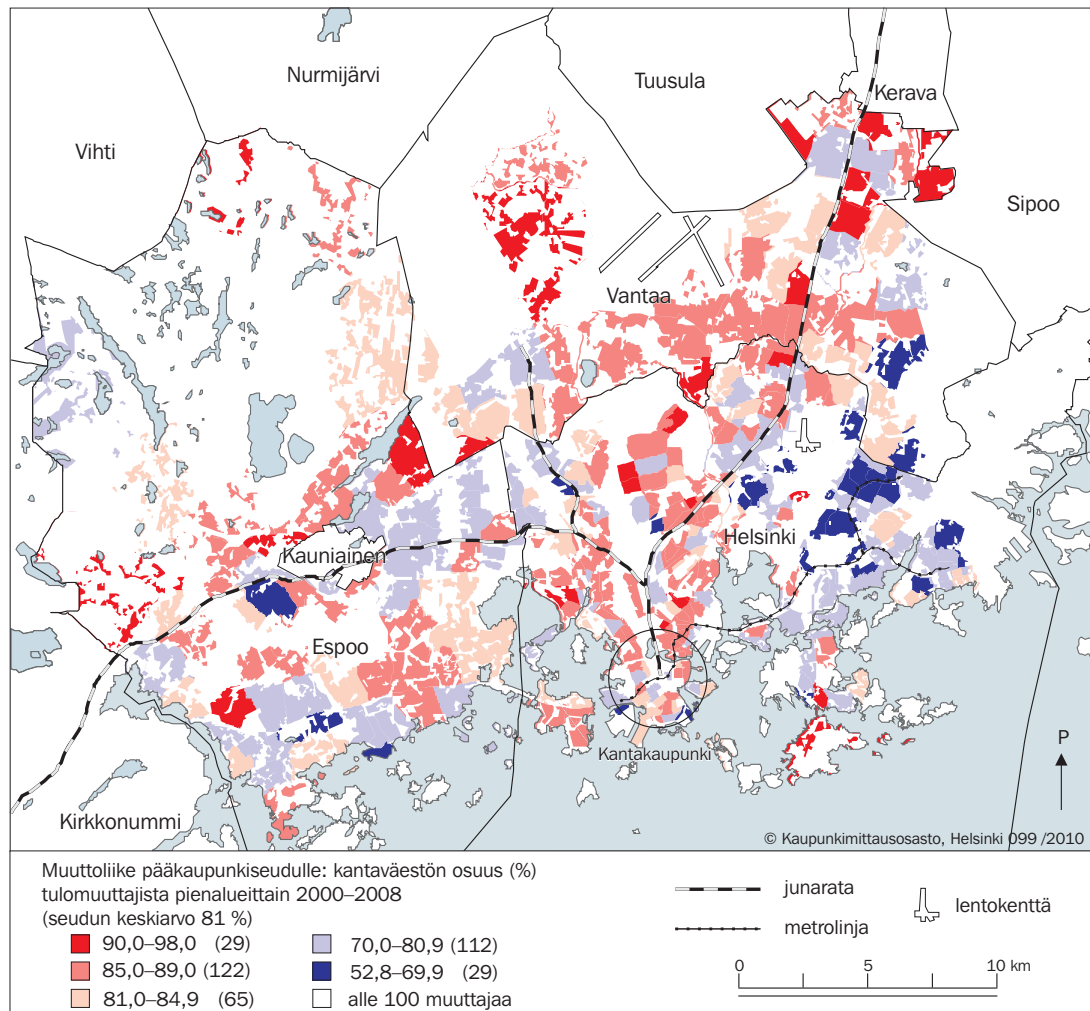 Nurmijärvi
Tuusula
Kerava
Vihti
Sipoo
Vantaa
Helsinki
Kauniainen
Espoo
Kantakaupunki
P
Kirkkonummi
© Kaupunkimittausosasto, Helsinki 099 /2010
Muuttoliike pääkaupunkiseudulle: kantaväestön osuus (%)
tulomuuttajista pienalueittain 2000–2008
(seudun keskiarvo 81 %)
90,0–98,0 (29)
85,0–89,0 (122)
81,0–84,9 (65)
70,0–80,9 (112)
52,8–69,9 (29)
alle 100 muuttajaa
junarata
metrolinja
lentokenttä
0 5 10 km